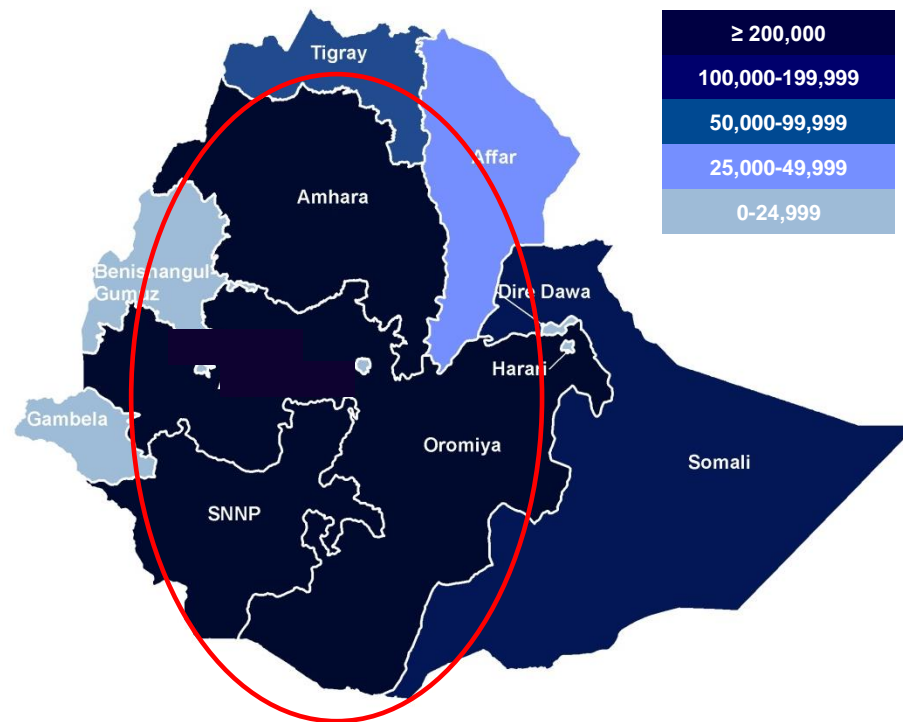 ≥ 200,000
100,000-199,999
50,000-99,999
25,000-49,999
0-24,999
Tigray
Affar
Amhara
Benishangul
Gumuz
Dire Dawa
Harari
Gambela
Oromiya
Somali
SNNP